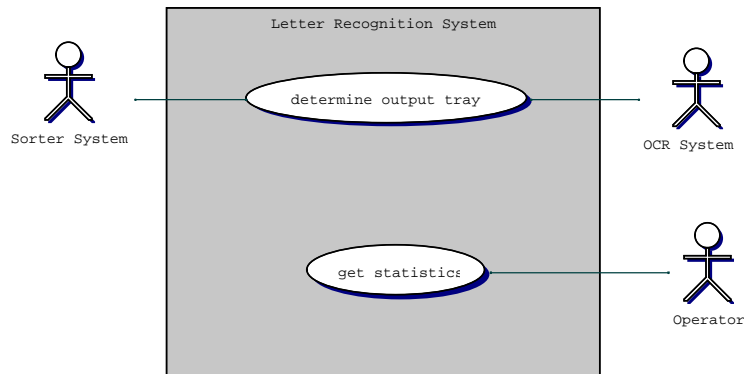 Letter Recognition System
determine output tray
Sorter System
OCR System
get statistics
Operator